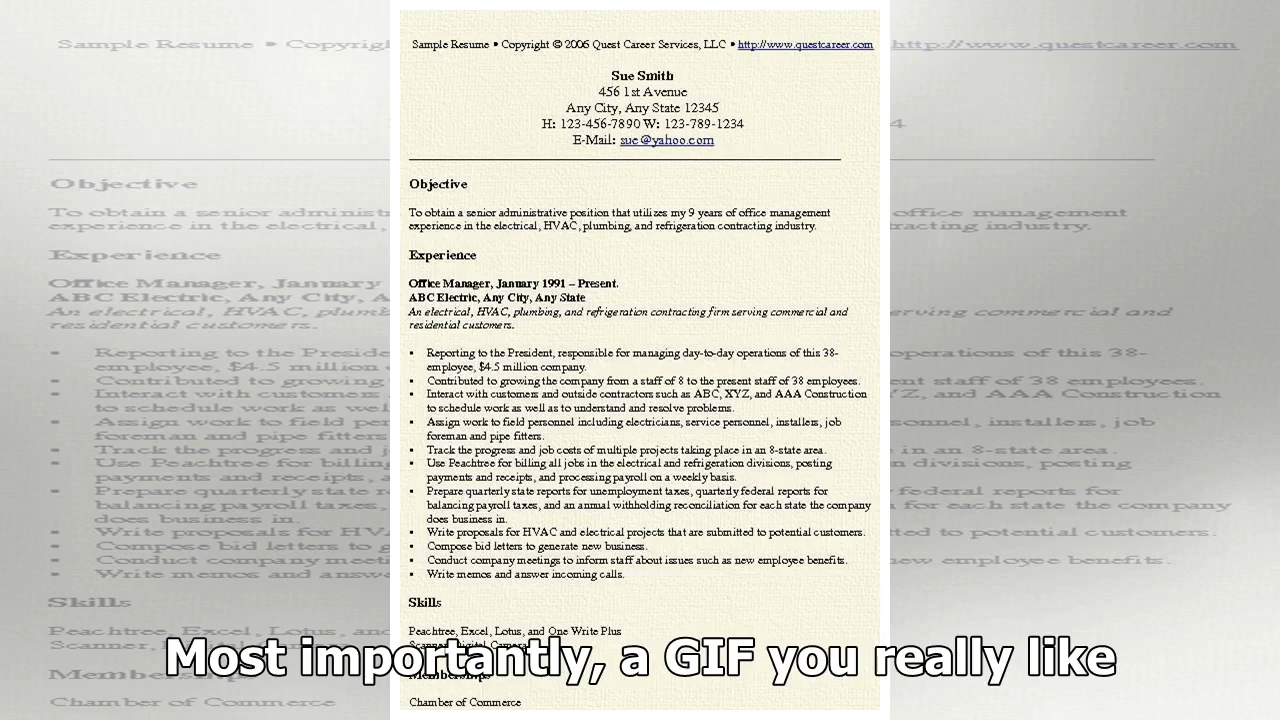 Sample Resume • Copyright © 2006 Quest Career Services, LLC • http://www.questcareer.com
Sue Smith
456 1st Avenue
Any City, Any State 12345
H: 123-456-7890 W: 123-789-1234
E-Mail: sue@yahoo.com
Objective
To obtain a senior administrative position that utilizes my 9 years of office management
experience in the electrical, HVAC, plumbing, and refrigeration contracting industry.
Experience
Office Manager, January 1991 – Present.
ABC Electric, Any City, Any State
An electrical, HVAC, plumbing, and refrigeration contracting firm serving commercial and
residential customers.
• Reporting to the President, responsible for managing day-to-day operations of this 38-
employee, $4.5 million company.
• Contributed to growing the company from a staff of 8 to the present staff of 38 employees.
• Interact with customers and outside contractors such as ABC, XYZ, and AAA Construction
to schedule work as well as to understand and resolve problems.
• Assign work to field personnel including electricians, service personnel, installers, job
foreman and pipe fitters.
• Track the progress and job costs of multiple projects taking place in an 8-state area.
• Use Peachtree for billing all jobs in the electrical and refrigeration divisions, posting
payments and receipts, and processing payroll on a weekly basis.
• Prepare quarterly state reports for unemployment taxes, quarterly federal reports for
balancing payroll taxes, and an annual withholding reconciliation for each state the company
does business in.
• Write proposals for HVAC and electrical projects that are submitted to potential customers.
• Compose bid letters to generate new business.
• Conduct company meetings to inform staff about issues such as new employee benefits.
• Write memos and answer incoming calls.
Skills
Peachtree, Excel, Lotus, and One Write Plus
Scanner, Digital Camera
Most importantly, a GIF you really like
Memberships
Chamber of Commerce